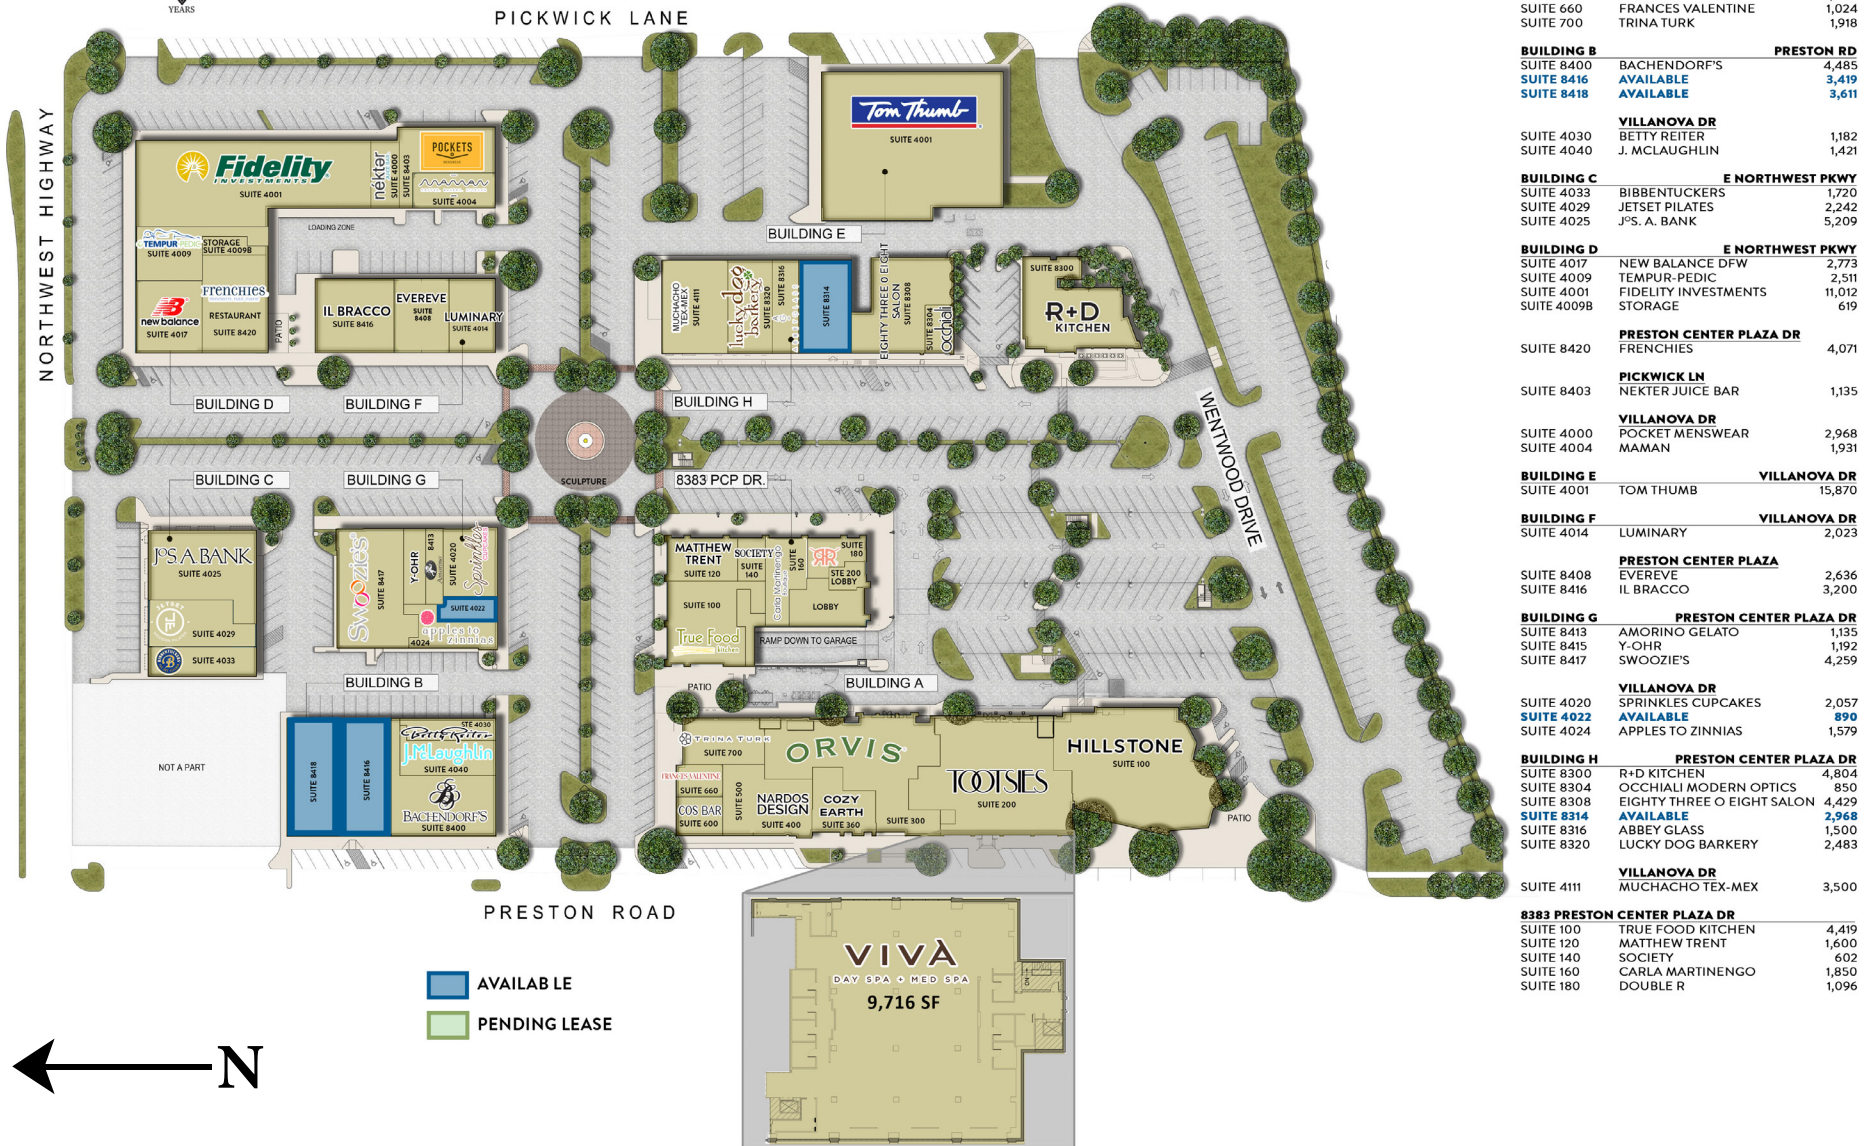 YEARS
PICKWICK LANE
NORTHWEST HIGHWAY
Tom Thumb
SUITE 4001
BUILDING E
Fidelity
INVESTMENTS
SUITE 4001
nékter
SUITE 4000
SUITE 8403
POCKETS
MAMAN
SUITE 4004
LOADING ZONE
TEMPUR-PEDIC
SUITE 4009
STORAGE
SUITE 4009B
FRENCHIES
RESTAURANT
SUITE 8420
new balance
SUITE 4017
PATIO
IL BRACCO
SUITE 8416
EVEREVE
SUITE
8408
LUMINARY
SUITE 4014
BUILDING D
BUILDING F
MUCHACHO
TEX-MEX
SUITE 4111
lucky dog
barkery
SUITE 8320
SUITE 8316
SUITE 8314
EIGHTY THREE O EIGHT
SALON
SUITE 8308
SUITE 8304
occhiali
SUITE 8300
R+D
KITCHEN
BUILDING H
WENTWOOD DRIVE
SCULPTURE
BUILDING C
BUILDING G
8383 PCP DR.
JOS. A. BANK
SUITE 4025
JETSET
SUITE 4029
SUITE 4033
Swoozie's
SUITE 8417
Y-OHR
8413
Amorino
SUITE 4020
Sprinkles
CUPCAKES
SUITE 4022
apples to
zinnias
4024
MATTHEW
TRENT
SUITE 120
SOCIETY
SUITE
140
Carla Martinengo
SUITE
160
RR
SUITE
180
STE 200
LOBBY
LOBBY
SUITE 100
True Food
kitchen
RAMP DOWN TO GARAGE
PATIO
BUILDING B
BUILDING A
NOT A PART
SUITE 8418
SUITE 8416
STE 4030
Betty Reiter
J.McLaughlin
SUITE 4040
BACHENDORF'S
SUITE 8400
TRINA TURK
SUITE 700
FRANCES VALENTINE
SUITE 660
COS BAR
SUITE 600
SUITE 500
ORVIS
NARDOS
DESIGN
SUITE 400
COZY
EARTH
SUITE 360
SUITE 300
TOOTSIES
SUITE 200
HILLSTONE
SUITE 100
PATIO
PRESTON ROAD
VIVÀ
DAY SPA + MED SPA
9,716 SF
AVAILAB LE
PENDING LEASE
N
SUITE 660 FRANCES VALENTINE 1,024
SUITE 700 TRINA TURK 1,918
BUILDING B PRESTON RD
SUITE 8400 BACHENDORF'S 4,485
SUITE 8416 AVAILABLE 3,419
SUITE 8418 AVAILABLE 3,611
VILLANOVA DR
SUITE 4030 BETTY REITER 1,182
SUITE 4040 J. MCLAUGHLIN 1,421
BUILDING C E NORTHWEST PKWY
SUITE 4033 BIBBENTUCKERS 1,720
SUITE 4029 JETSET PILATES 2,242
SUITE 4025 JOS. A. BANK 5,209
BUILDING D E NORTHWEST PKWY
SUITE 4017 NEW BALANCE DFW 2,773
SUITE 4009 TEMPUR-PEDIC 2,511
SUITE 4001 FIDELITY INVESTMENTS 11,012
SUITE 4009B STORAGE 619
PRESTON CENTER PLAZA DR
SUITE 8420 FRENCHIES 4,071
PICKWICK LN
SUITE 8403 NEKTER JUICE BAR 1,135
VILLANOVA DR
SUITE 4000 POCKET MENSWEAR 2,968
SUITE 4004 MAMAN 1,931
BUILDING E VILLANOVA DR
SUITE 4001 TOM THUMB 15,870
BUILDING F VILLANOVA DR
SUITE 4014 LUMINARY 2,023
PRESTON CENTER PLAZA
SUITE 8408 EVEREVE 2,636
SUITE 8416 IL BRACCO 3,200
BUILDING G PRESTON CENTER PLAZA DR
SUITE 8413 AMORINO GELATO 1,135
SUITE 8415 Y-OHR 1,192
SUITE 8417 SWOOZIE'S 4,259
VILLANOVA DR
SUITE 4020 SPRINKLES CUPCAKES 2,057
SUITE 4022 AVAILABLE 890
SUITE 4024 APPLES TO ZINNIAS 1,579
BUILDING H PRESTON CENTER PLAZA DR
SUITE 8300 R+D KITCHEN 4,804
SUITE 8304 OCCHIALI MODERN OPTICS 850
SUITE 8308 EIGHTY THREE O EIGHT SALON 4,429
SUITE 8314 AVAILABLE 2,968
SUITE 8316 ABBEY GLASS 1,500
SUITE 8320 LUCKY DOG BARKERY 2,483
VILLANOVA DR
SUITE 4111 MUCHACHO TEX-MEX 3,500
8383 PRESTON CENTER PLAZA DR
SUITE 100 TRUE FOOD KITCHEN 4,419
SUITE 120 MATTHEW TRENT 1,600
SUITE 140 SOCIETY 602
SUITE 160 CARLA MARTINENGO 1,850
SUITE 180 DOUBLE R 1,096